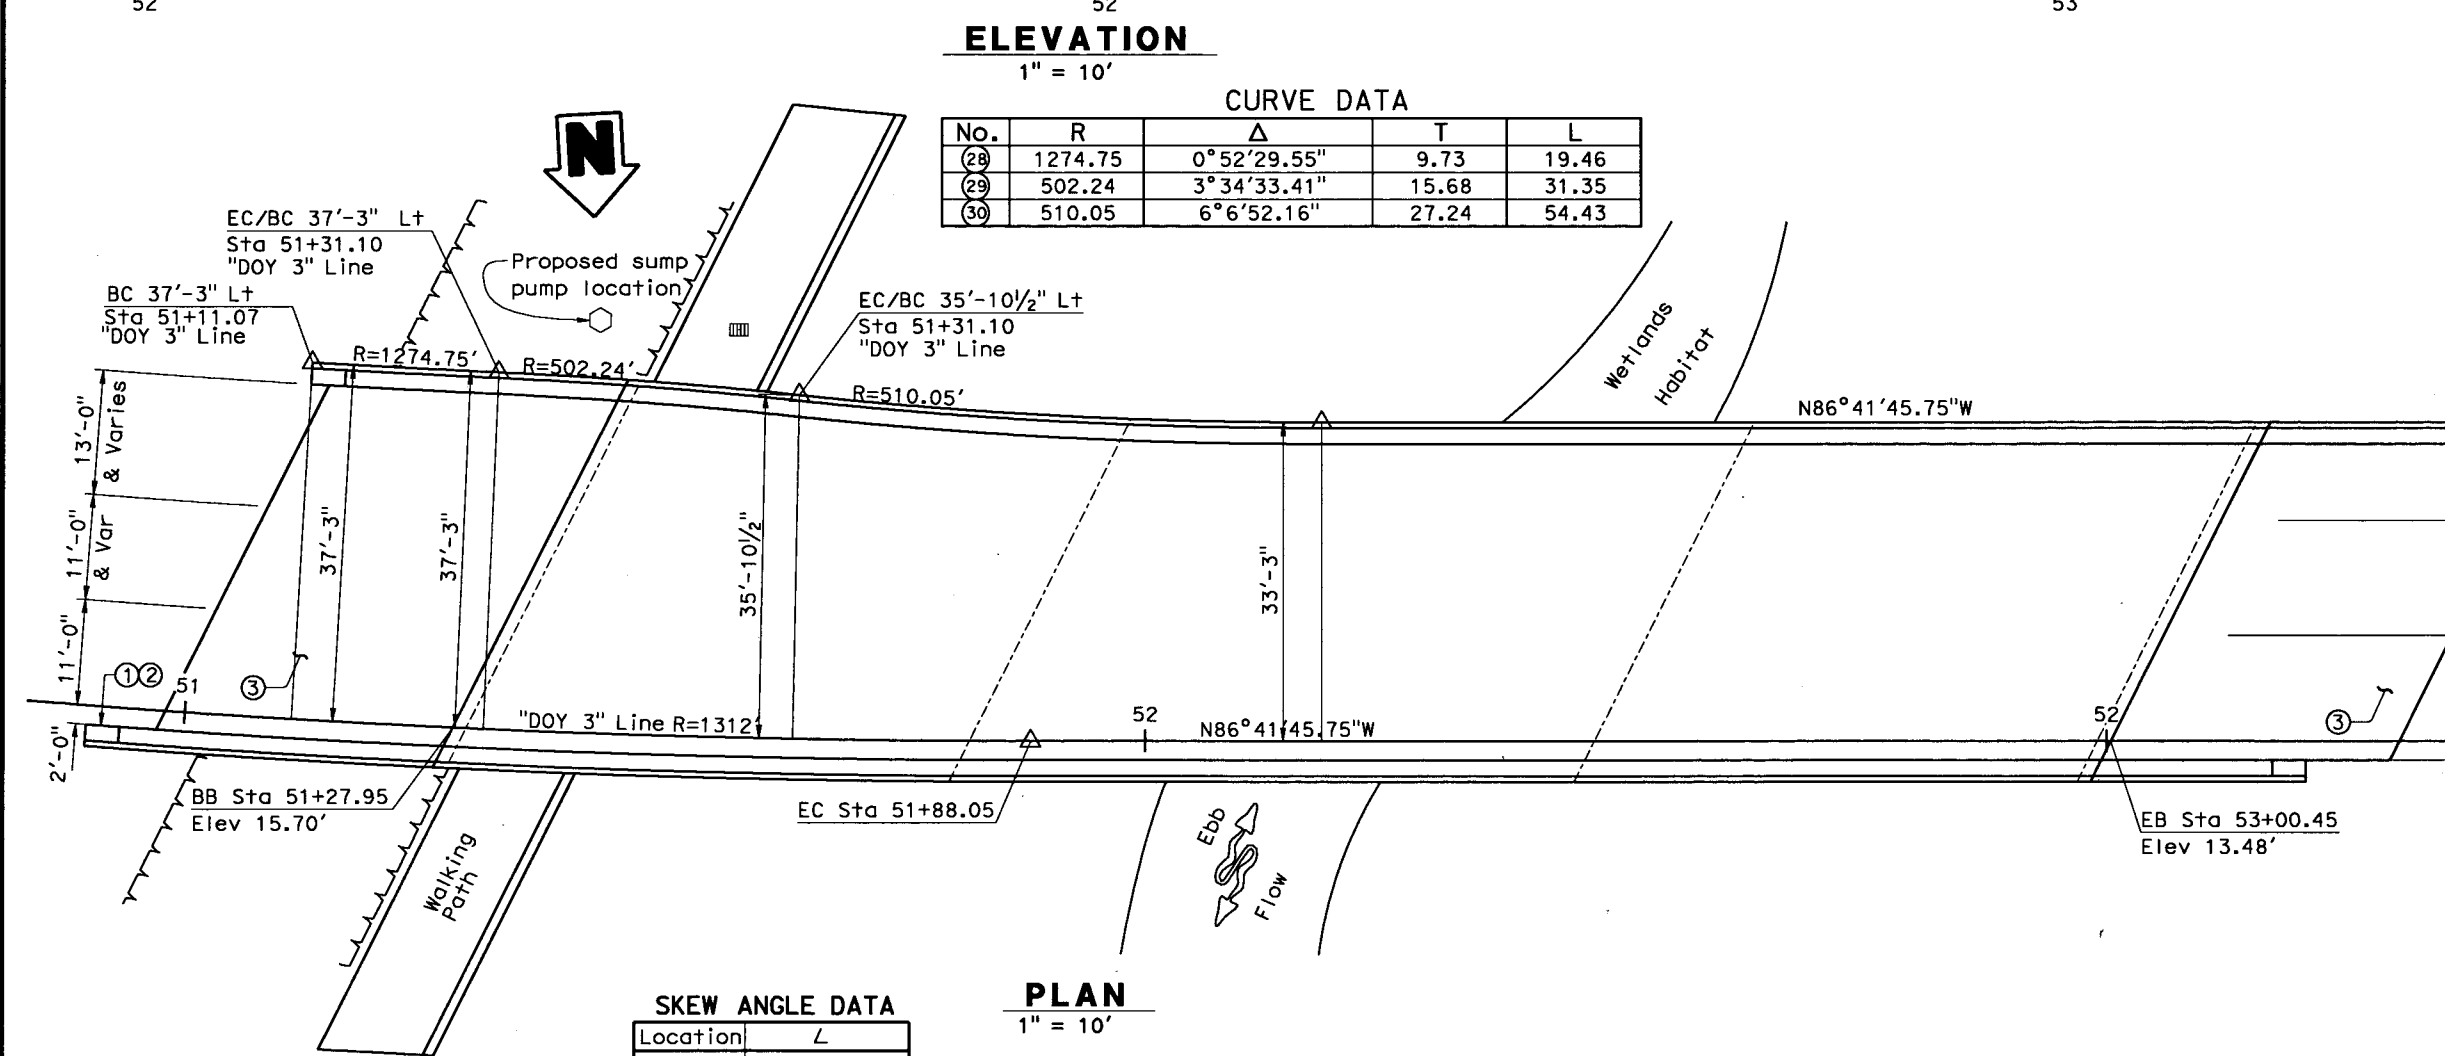 52 52 53
ELEVATION
1" = 10'
CURVE DATA
No. R Δ T L
28 1274.75 0°52'29.55" 9.73 19.46
29 502.24 3°34'33.41" 15.68 31.35
30 510.05 6°6'52.16" 27.24 54.43
N
EC/BC 37'-3" Lt
Sta 51+31.10
"DOY 3" Line
Proposed sump
pump location
BC 37'-3" Lt
Sta 51+11.07
"DOY 3" Line
EC/BC 35'-10½" Lt
Sta 51+31.10
"DOY 3" Line
Wetlands
Habitat
R=1274.75'
R=502.24'
R=510.05'
N86°41'45.75"W
13'-0"
& Varies
11'-0"
& Var
11'-0"
2'-0"
37'-3"
37'-3"
35'-10½"
33'-3"
1 2
51
3
"DOY 3" Line R=1312'
52
N86°41'45.75"W
52
3
BB Sta 51+27.95
Elev 15.70'
EC Sta 51+88.05
EB Sta 53+00.45
Elev 13.48'
Ebb
Flow
Walking
Path
SKEW ANGLE DATA
Location ∠
PLAN
1" = 10'